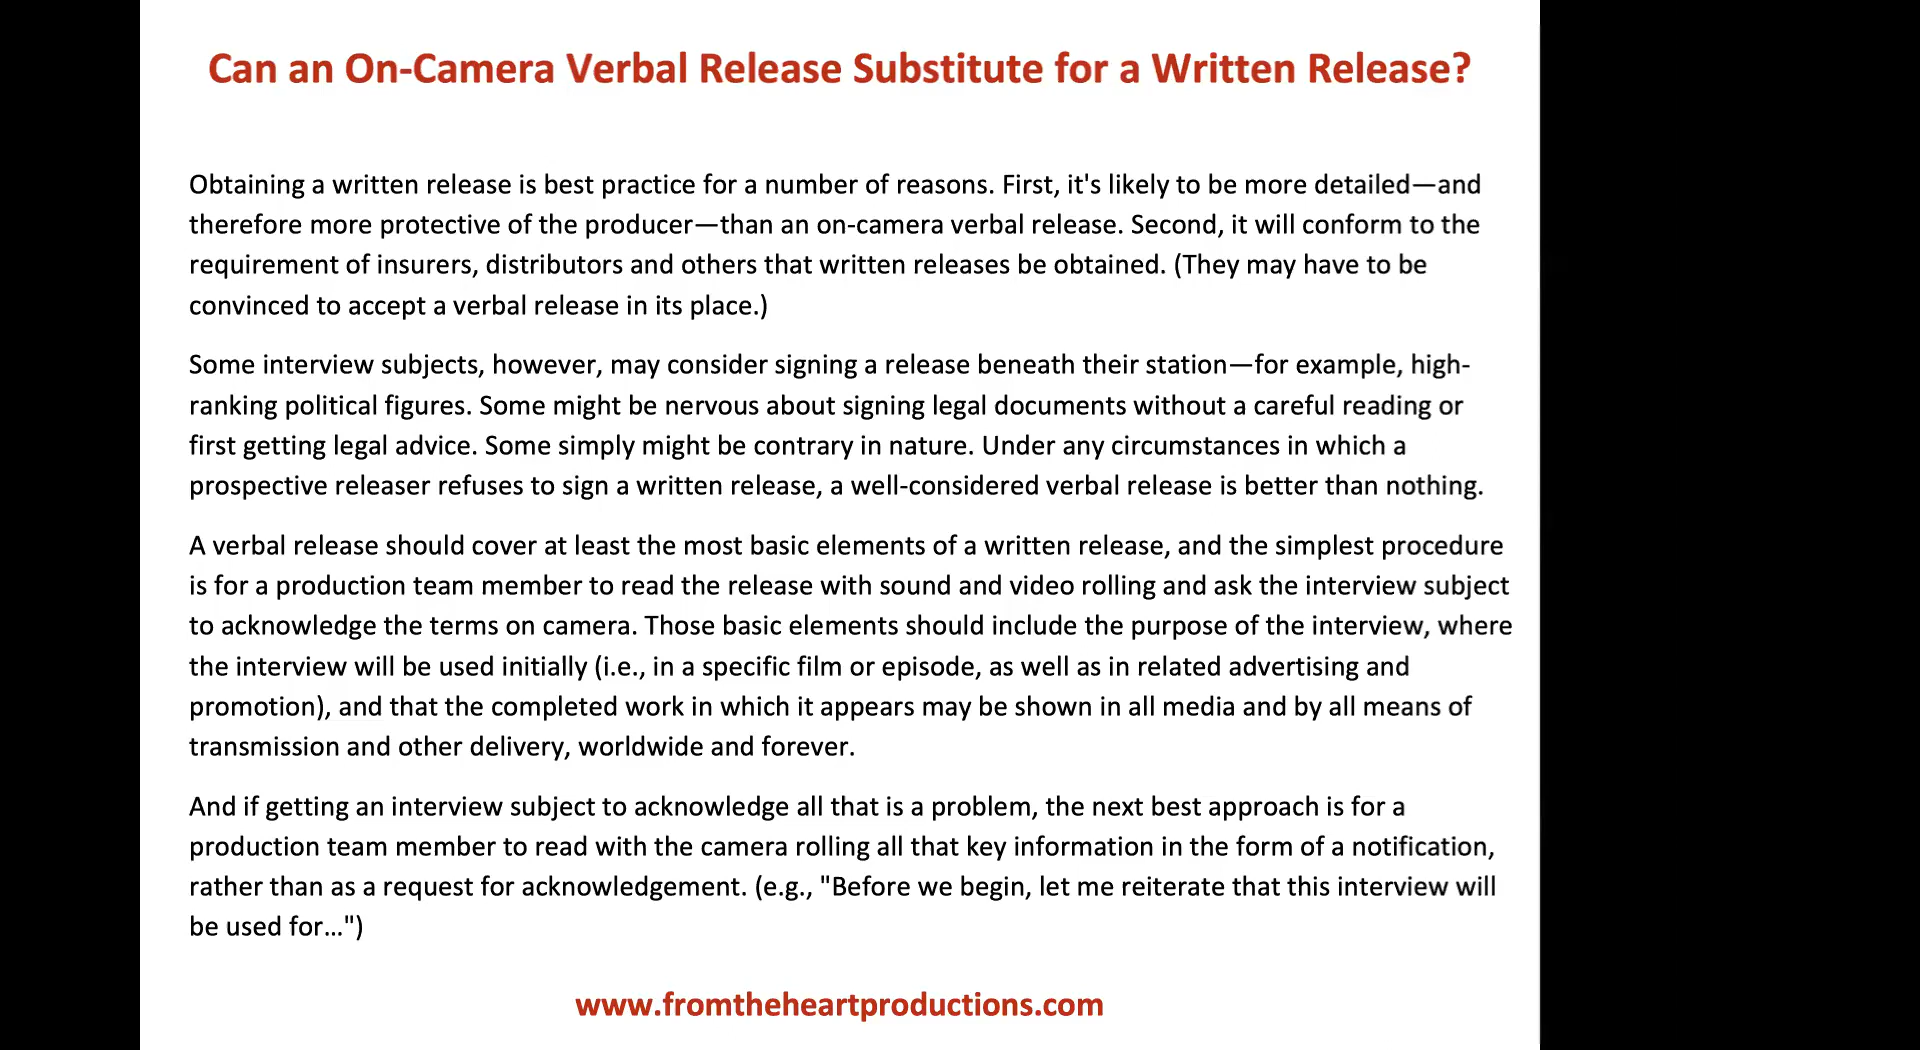 Can an On-Camera Verbal Release Substitute for a Written Release?
Obtaining a written release is best practice for a number of reasons. First, it's likely to be more detailed—and
therefore more protective of the producer—than an on-camera verbal release. Second, it will conform to the
requirement of insurers, distributors and others that written releases be obtained. (They may have to be
convinced to accept a verbal release in its place.)
Some interview subjects, however, may consider signing a release beneath their station—for example, high-
ranking political figures. Some might be nervous about signing legal documents without a careful reading or
first getting legal advice. Some simply might be contrary in nature. Under any circumstances in which a
prospective releaser refuses to sign a written release, a well-considered verbal release is better than nothing.
A verbal release should cover at least the most basic elements of a written release, and the simplest procedure
is for a production team member to read the release with sound and video rolling and ask the interview subject
to acknowledge the terms on camera. Those basic elements should include the purpose of the interview, where
the interview will be used initially (i.e., in a specific film or episode, as well as in related advertising and
promotion), and that the completed work in which it appears may be shown in all media and by all means of
transmission and other delivery, worldwide and forever.
And if getting an interview subject to acknowledge all that is a problem, the next best approach is for a
production team member to read with the camera rolling all that key information in the form of a notification,
rather than as a request for acknowledgement. (e.g., "Before we begin, let me reiterate that this interview will
be used for…")
www.fromtheheartproductions.com